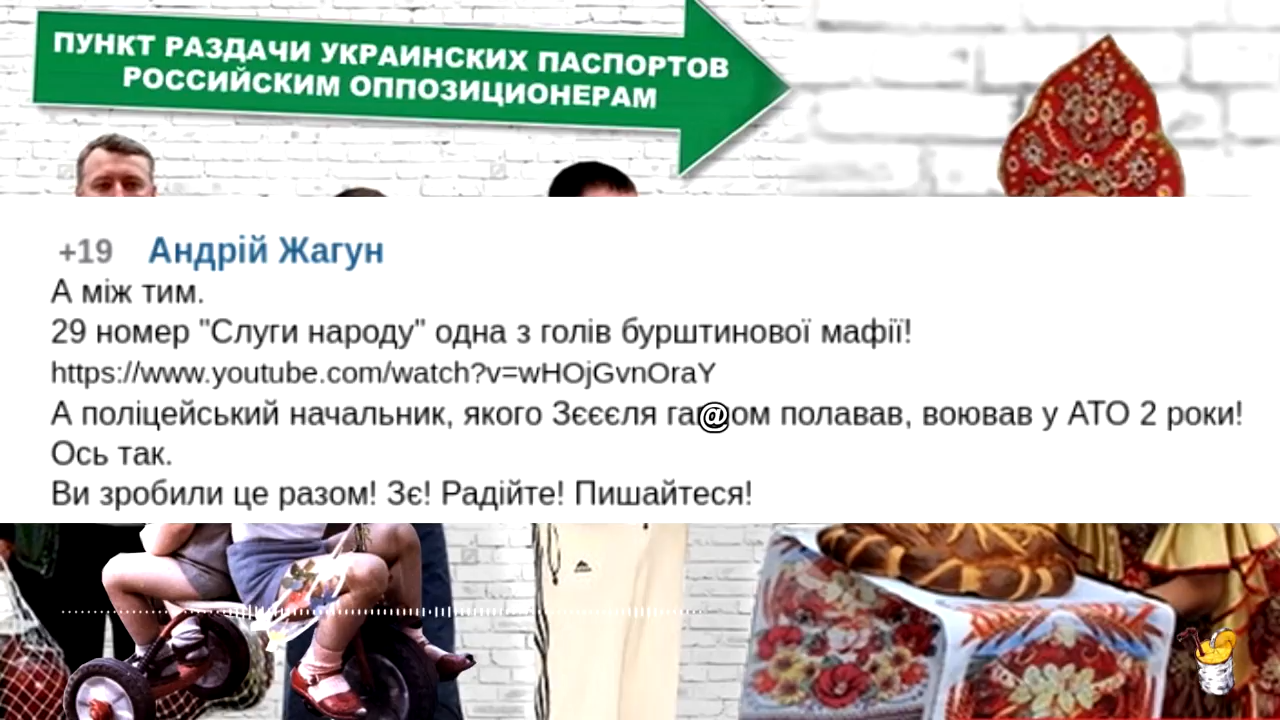 ПУНКТ РАЗДАЧИ УКРАИНСКИХ ПАСПОРТОВ
РОССИЙСКИМ ОППОЗИЦИОНЕРАМ
+19 Андрій Жагун
А між тим.
29 номер "Слуги народу" одна з голів бурштинової мафії!
https://www.youtube.com/watch?v=wHOjGvnOraY
А поліцейський начальник, якого Зєєєля га@ом полавав, воював у АТО 2 роки!
Ось так.
Ви зробили це разом! Зє! Радійте! Пишайтеся!